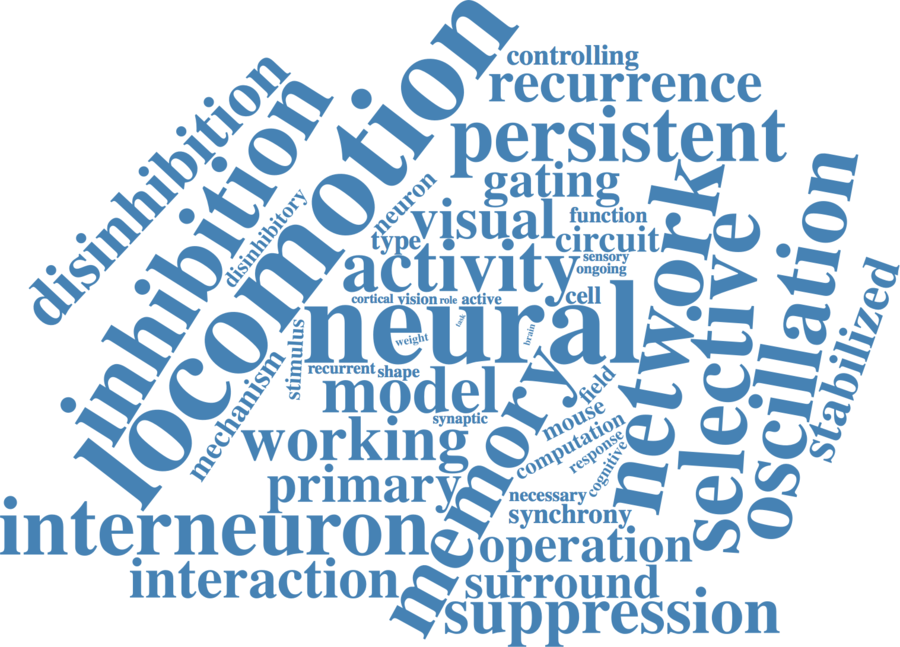 controlling
recurrence
persistent
disinhibition
inhibition
locomotion
disinhibitory
neuron
gating
visual
function
type
circuit
activity
sensory
ongoing
network
selective
oscillation
stabilized
cortical
vision
role
active
cell
neural
weight
task
brain
stimulus
mechanism
recurrent
shape
model
field
synaptic
mouse
working
memory
computation
response
cognitive
primary
necessary
synchrony
interneuron
operation
interaction
surround
suppression